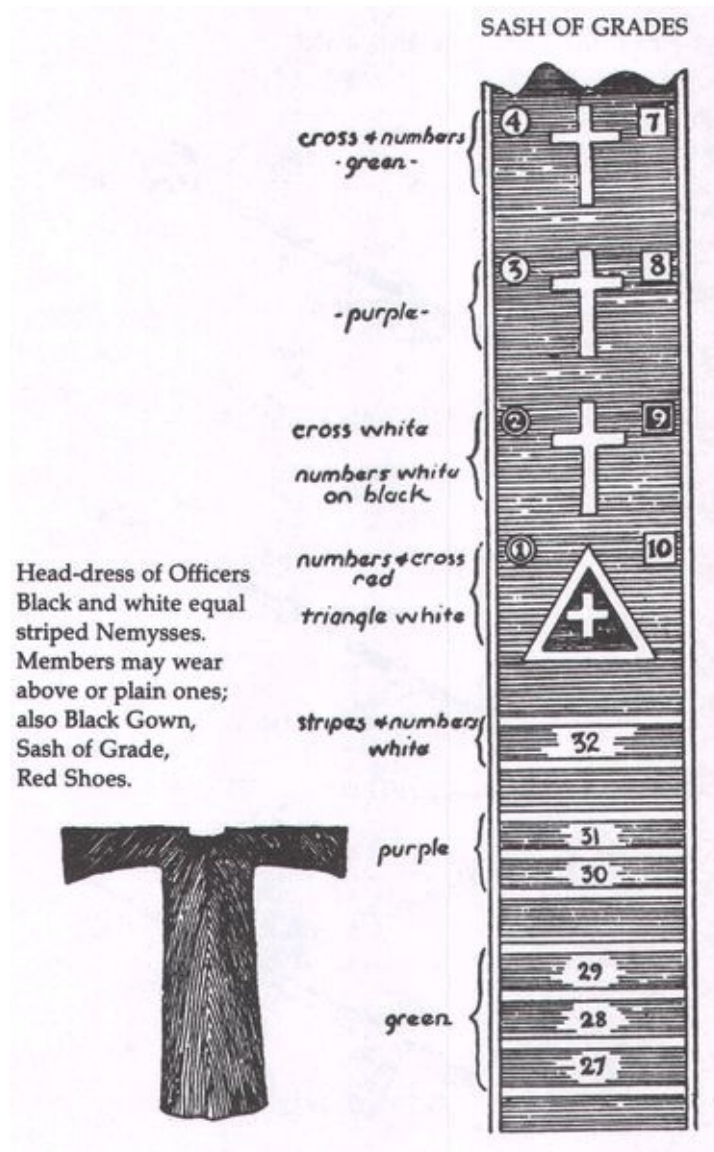 SASH OF GRADES
④ 7
cross & numbers
- green -
③ 8
- purple -
② 9
cross white
numbers white
on black
① 10
numbers & cross
red
triangle white
Head-dress of Officers
Black and white equal
striped Nemysses.
Members may wear
above or plain ones;
also Black Gown,
Sash of Grade,
Red Shoes.
stripes & numbers
white
32
purple
31
30
green
29
28
27